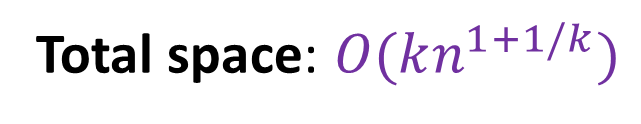 Total space: O(kn^{1+1/k})